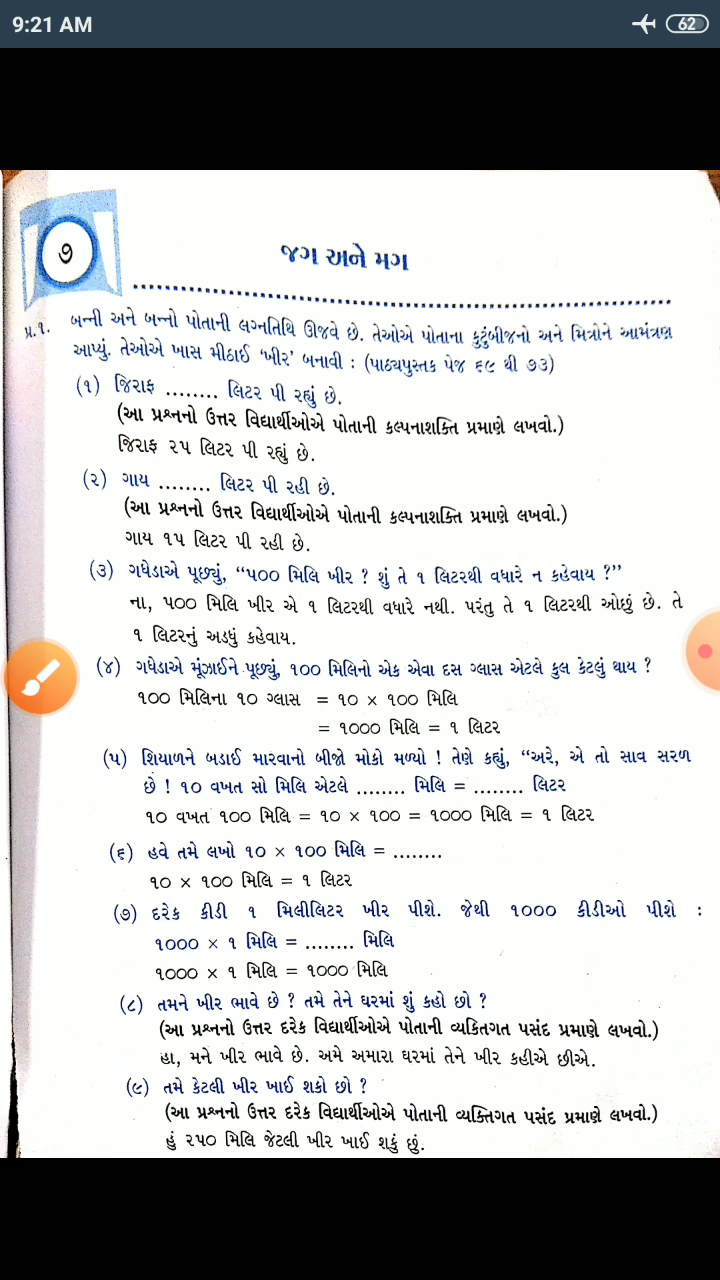 9:21 AM
62
૭
જગ અને મગ
પ્ર.૧. બન્ની અને બન્નો પોતાની લગ્નતિથિ ઊજવે છે. તેઓએ પોતાના કુટુંબીજનો અને મિત્રોને આમંત્રણ
આપ્યું. તેઓએ ખાસ મીઠાઈ ‘ખીર’ બનાવી : (પાઠ્યપુસ્તક પેજ ૬૯ થી ૭૩)
(૧) જિરાફ ........ લિટર પી રહ્યું છે.
(આ પ્રશ્નનો ઉત્તર વિદ્યાર્થીઓએ પોતાની કલ્પનાશક્તિ પ્રમાણે લખવો.)
જિરાફ ૨૫ લિટર પી રહ્યું છે.
(૨) ગાય ........ લિટર પી રહી છે.
(આ પ્રશ્નનો ઉત્તર વિદ્યાર્થીઓએ પોતાની કલ્પનાશક્તિ પ્રમાણે લખવો.)
ગાય ૧૫ લિટર પી રહી છે.
(૩) ગધેડાએ પૂછ્યું, “૫૦૦ મિલિ ખીર ? શું તે ૧ લિટરથી વધારે ન કહેવાય ?”
ના, ૫૦૦ મિલિ ખીર એ ૧ લિટરથી વધારે નથી. પરંતુ તે ૧ લિટરથી ઓછું છે. તે
૧ લિટરનું અડધું કહેવાય.
(૪) ગધેડાએ મૂંઝાઈને પૂછ્યું, ૧૦૦ મિલિનો એક એવા દસ ગ્લાસ એટલે કુલ કેટલું થાય ?
૧૦૦ મિલિના ૧૦ ગ્લાસ = ૧૦ × ૧૦૦ મિલિ
= ૧૦૦૦ મિલિ = ૧ લિટર
(૫) શિયાળને બડાઈ મારવાનો બીજો મોકો મળ્યો ! તેણે કહ્યું, “અરે, એ તો સાવ સરળ
છે ! ૧૦ વખત સો મિલિ એટલે ........ મિલિ = ........ લિટર
૧૦ વખત ૧૦૦ મિલિ = ૧૦ × ૧૦૦ = ૧૦૦૦ મિલિ = ૧ લિટર
(૬) હવે તમે લખો ૧૦ × ૧૦૦ મિલિ = ........
૧૦ × ૧૦૦ મિલિ = ૧ લિટર
(૭) દરેક કીડી ૧ મિલીલિટર ખીર પીશે. જેથી ૧૦૦૦ કીડીઓ પીશે :
૧૦૦૦ × ૧ મિલિ = ........ મિલિ
૧૦૦૦ × ૧ મિલિ = ૧૦૦૦ મિલિ
(૮) તમને ખીર ભાવે છે ? તમે તેને ઘરમાં શું કહો છો ?
(આ પ્રશ્નનો ઉત્તર દરેક વિદ્યાર્થીઓએ પોતાની વ્યકિતગત પસંદ પ્રમાણે લખવો.)
હા, મને ખીર ભાવે છે. અમે અમારા ઘરમાં તેને ખીર કહીએ છીએ.
(૯) તમે કેટલી ખીર ખાઈ શકો છો ?
(આ પ્રશ્નનો ઉત્તર દરેક વિદ્યાર્થીઓએ પોતાની વ્યક્તિગત પસંદ પ્રમાણે લખવો.)
હું ૨૫૦ મિલિ જેટલી ખીર ખાઈ શકું છું.